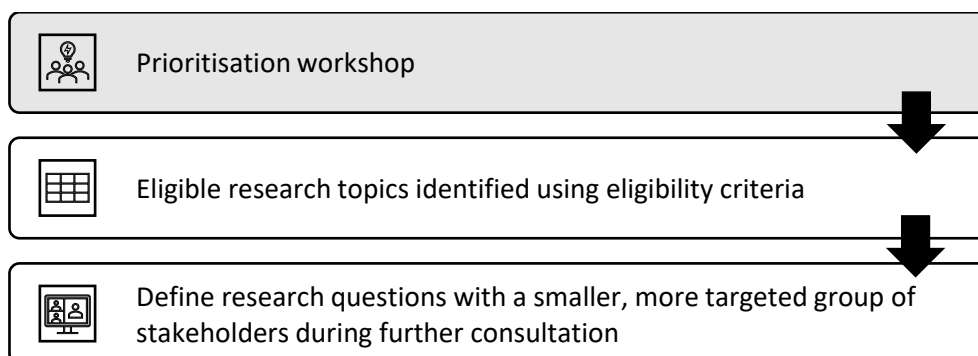 Prioritisation workshop
Eligible research topics identified using eligibility criteria
Define research questions with a smaller, more targeted group of
stakeholders during further consultation